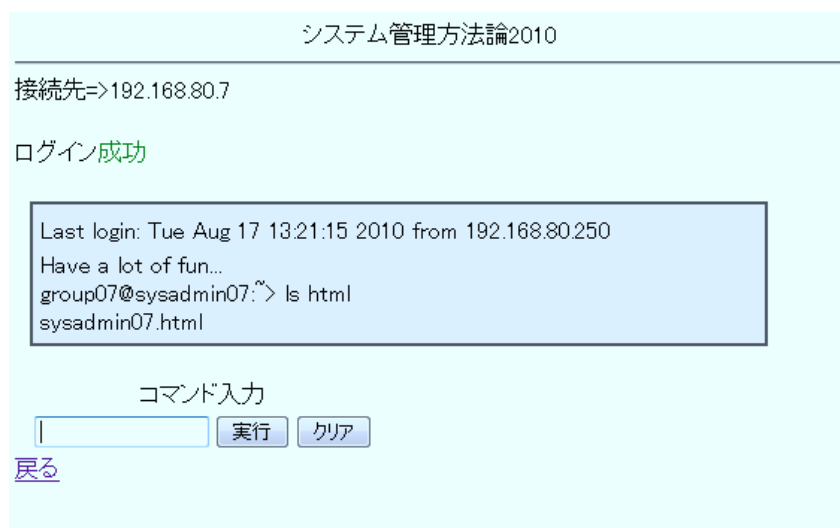 システム管理方法論2010
接続先=>192.168.80.7
ログイン成功
Last login: Tue Aug 17 13:21:15 2010 from 192.168.80.250
Have a lot of fun...
group07@sysadmin07:~> ls html
sysadmin07.html
コマンド入力
実行 クリア
戻る